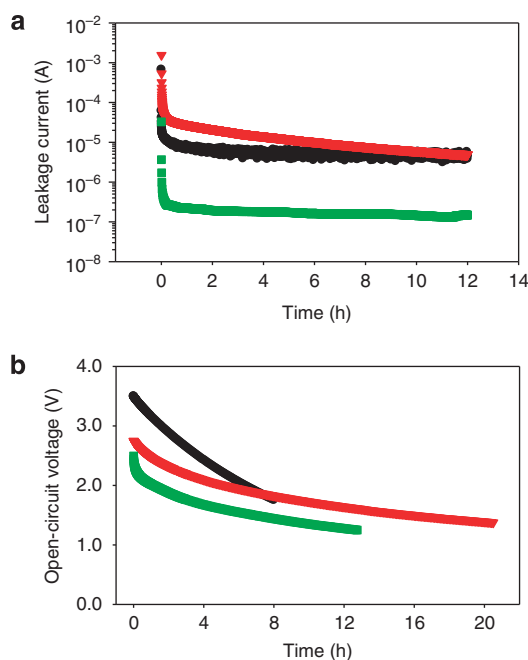 a
Leakage current (A)
10⁻²
10⁻³
10⁻⁴
10⁻⁵
10⁻⁶
10⁻⁷
10⁻⁸
0 2 4 6 8 10 12 14
Time (h)
b
Open-circuit voltage (V)
4.0
3.0
2.0
1.0
0.0
0 4 8 12 16 20
Time (h)